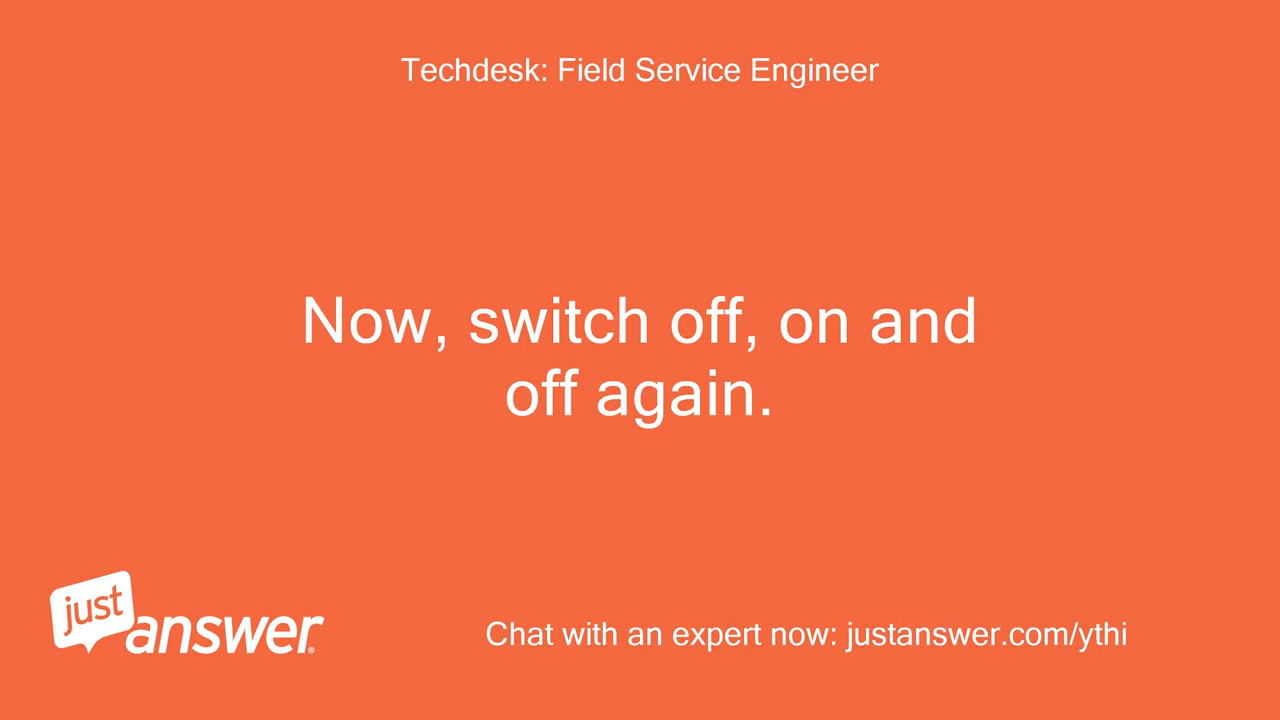 Techdesk: Field Service Engineer
Now, switch off, on and
off again.
just
answer®
Chat with an expert now: justanswer.com/ythi